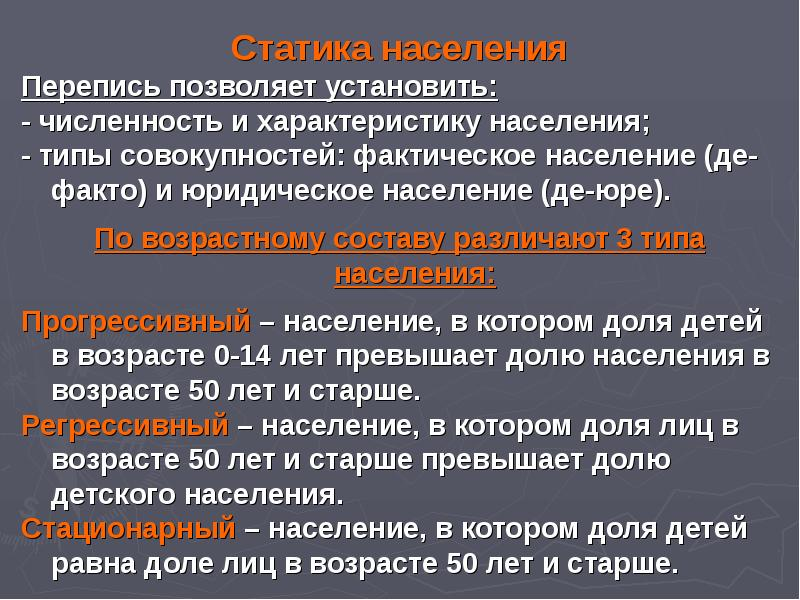 Статика населения
Перепись позволяет установить:
- численность и характеристику населения;
- типы совокупностей: фактическое население (де-
факто) и юридическое население (де-юре).
По возрастному составу различают 3 типа
населения:
Прогрессивный – население, в котором доля детей
в возрасте 0-14 лет превышает долю населения в
возрасте 50 лет и старше.
Регрессивный – население, в котором доля лиц в
возрасте 50 лет и старше превышает долю
детского населения.
Стационарный – население, в котором доля детей
равна доле лиц в возрасте 50 лет и старше.